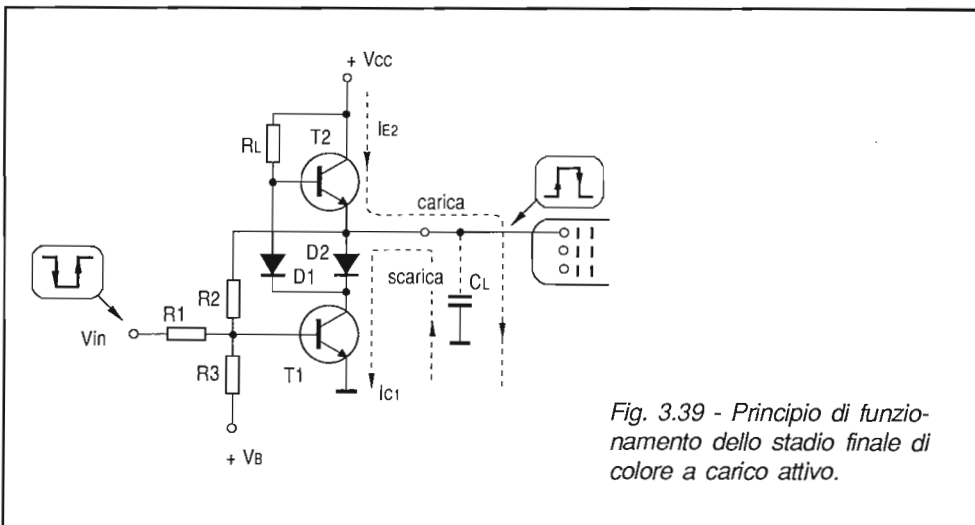 + Vcc
IE2
RL
T2
carica
D2
D1
scarica
CL
R2
R1
Vin
R3
T1
IC1
+ VB
Fig. 3.39 - Principio di funzio-
namento dello stadio finale di
colore a carico attivo.